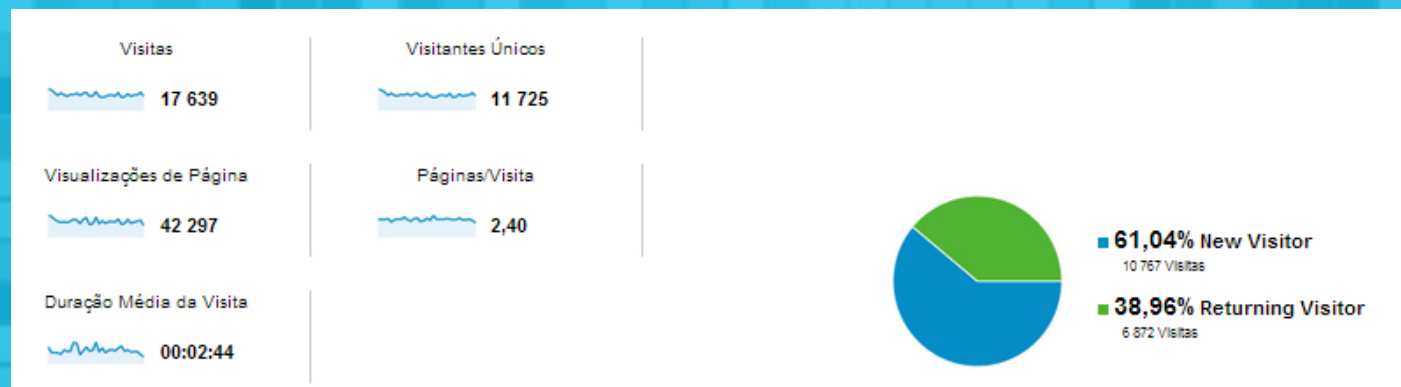 Visitas
17 639
Visitantes Únicos
11 725
Visualizações de Página
42 297
Páginas/Visita
2,40
Duração Média da Visita
00:02:44
61,04% New Visitor
10 767 Visitas
38,96% Returning Visitor
6 872 Visitas